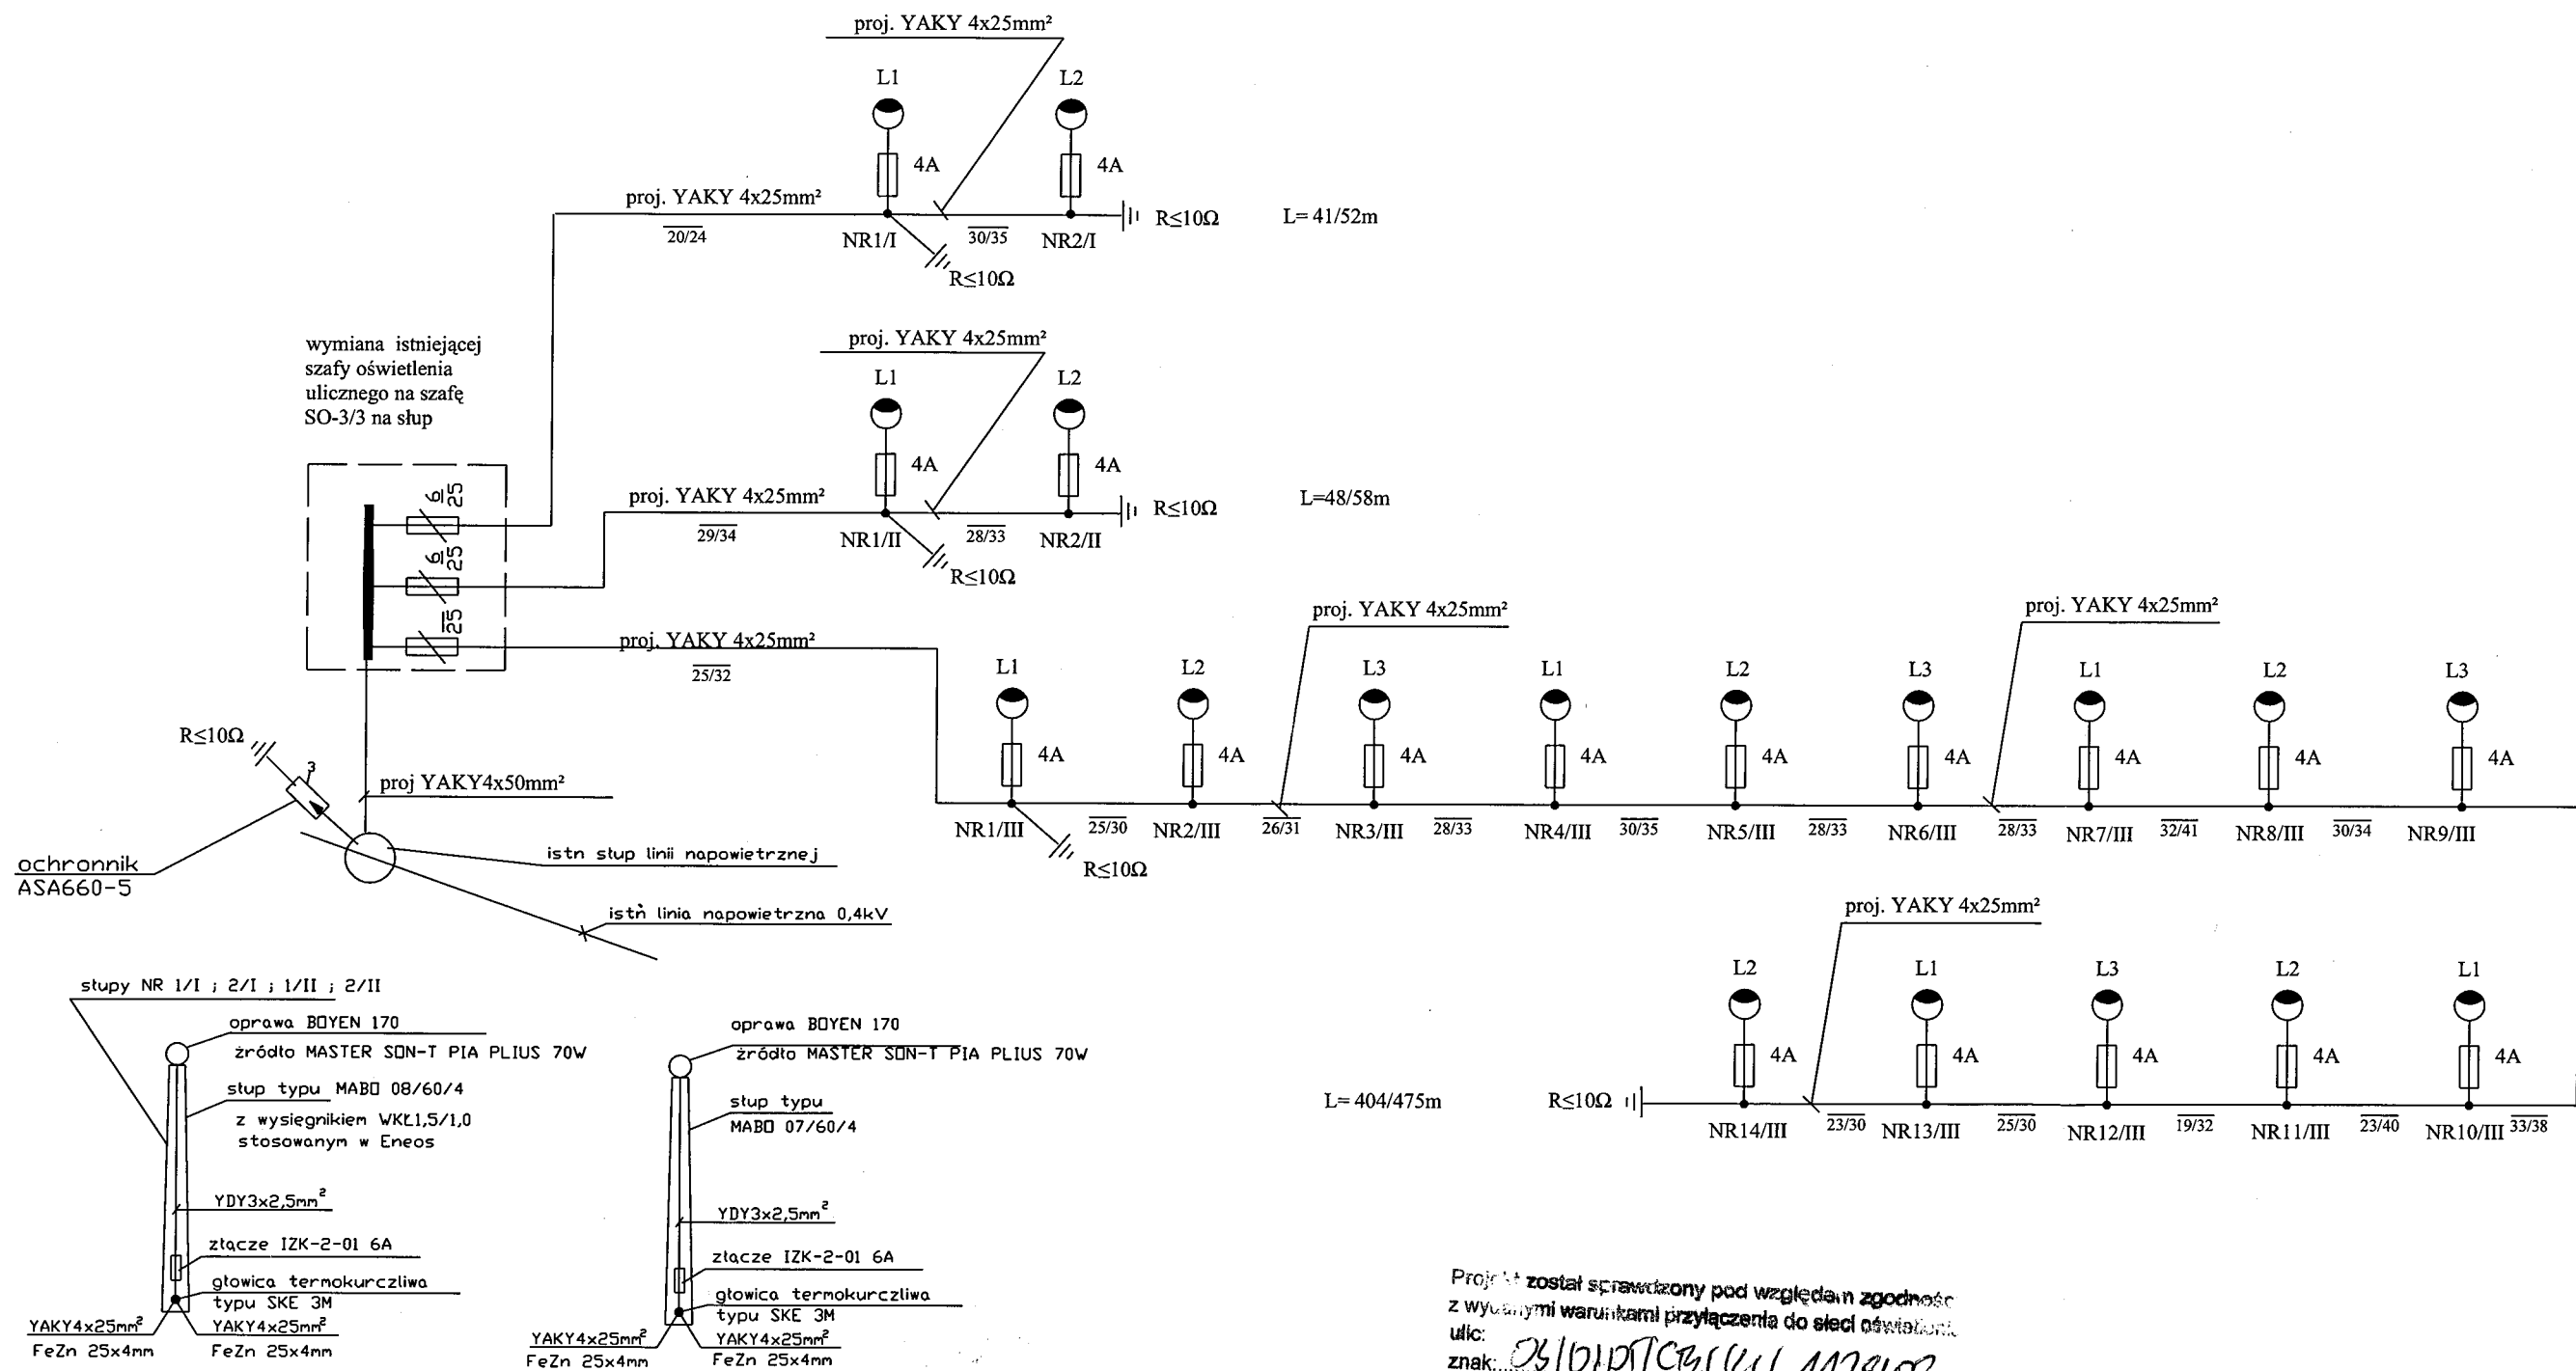 proj. YAKY 4x25mm²
L1
L2
4A
4A
proj. YAKY 4x25mm²
20/24
NR1/I
30/35
NR2/I
R≤10Ω
L= 41/52m
R≤10Ω
wymiana istniejącej
szafy oświetlenia
ulicznego na szafę
SO-3/3 na słup
proj. YAKY 4x25mm²
L1
L2
4A
4A
6
25
proj. YAKY 4x25mm²
29/34
NR1/II
28/33
NR2/II
R≤10Ω
L=48/58m
R≤10Ω
6
25
25
proj. YAKY 4x25mm²
25/32
proj. YAKY 4x25mm²
proj. YAKY 4x25mm²
L1
L2
L3
L1
L2
L3
L1
L2
L3
4A
4A
4A
4A
4A
4A
4A
4A
4A
NR1/III
25/30
NR2/III
26/31
NR3/III
28/33
NR4/III
30/35
NR5/III
28/33
NR6/III
28/33
NR7/III
32/41
NR8/III
30/34
NR9/III
R≤10Ω
R≤10Ω
3
proj YAKY4x50mm²
ochronnik
ASA660-5
istn słup linii napowietrznej
istn linia napowietrzna 0,4kV
proj. YAKY 4x25mm²
L2
L1
L3
L2
L1
4A
4A
4A
4A
4A
L= 404/475m
R≤10Ω
NR14/III
23/30
NR13/III
25/30
NR12/III
19/32
NR11/III
23/40
NR10/III
33/38
słupy NR 1/I ; 2/I ; 1/II ; 2/II
oprawa BOYEN 170
żródło MASTER SON-T PIA PLIUS 70W
słup typu MABO 08/60/4
z wysięgnikiem WKŁ1,5/1,0
stosowanym w Eneos
YDY3x2,5mm²
złącze IZK-2-01 6A
głowica termokurczliwa
typu SKE 3M
YAKY4x25mm²
YAKY4x25mm²
FeZn 25x4mm
FeZn 25x4mm
oprawa BOYEN 170
żródło MASTER SON-T PIA PLIUS 70W
słup typu
MABO 07/60/4
YDY3x2,5mm²
złącze IZK-2-01 6A
głowica termokurczliwa
typu SKE 3M
YAKY4x25mm²
YAKY4x25mm²
FeZn 25x4mm
FeZn 25x4mm
Projekt został sprawdzony pod względem zgodności
z wydanymi warunkami przyłączenia do sieci oświetlenia
ulic:
znak: